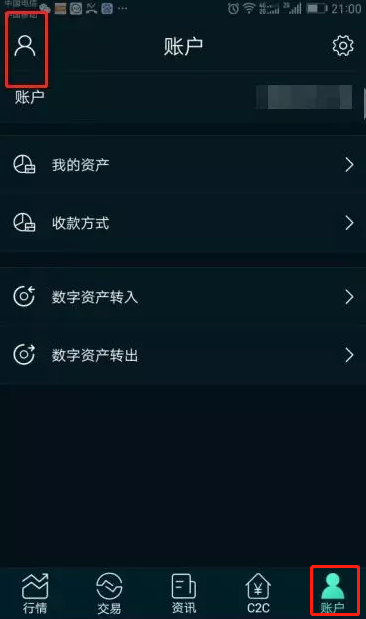 中国电信
中国移动
21:00
账户
账户
我的资产
收款方式
数字资产转入
数字资产转出
行情
交易
资讯
C2C
账户